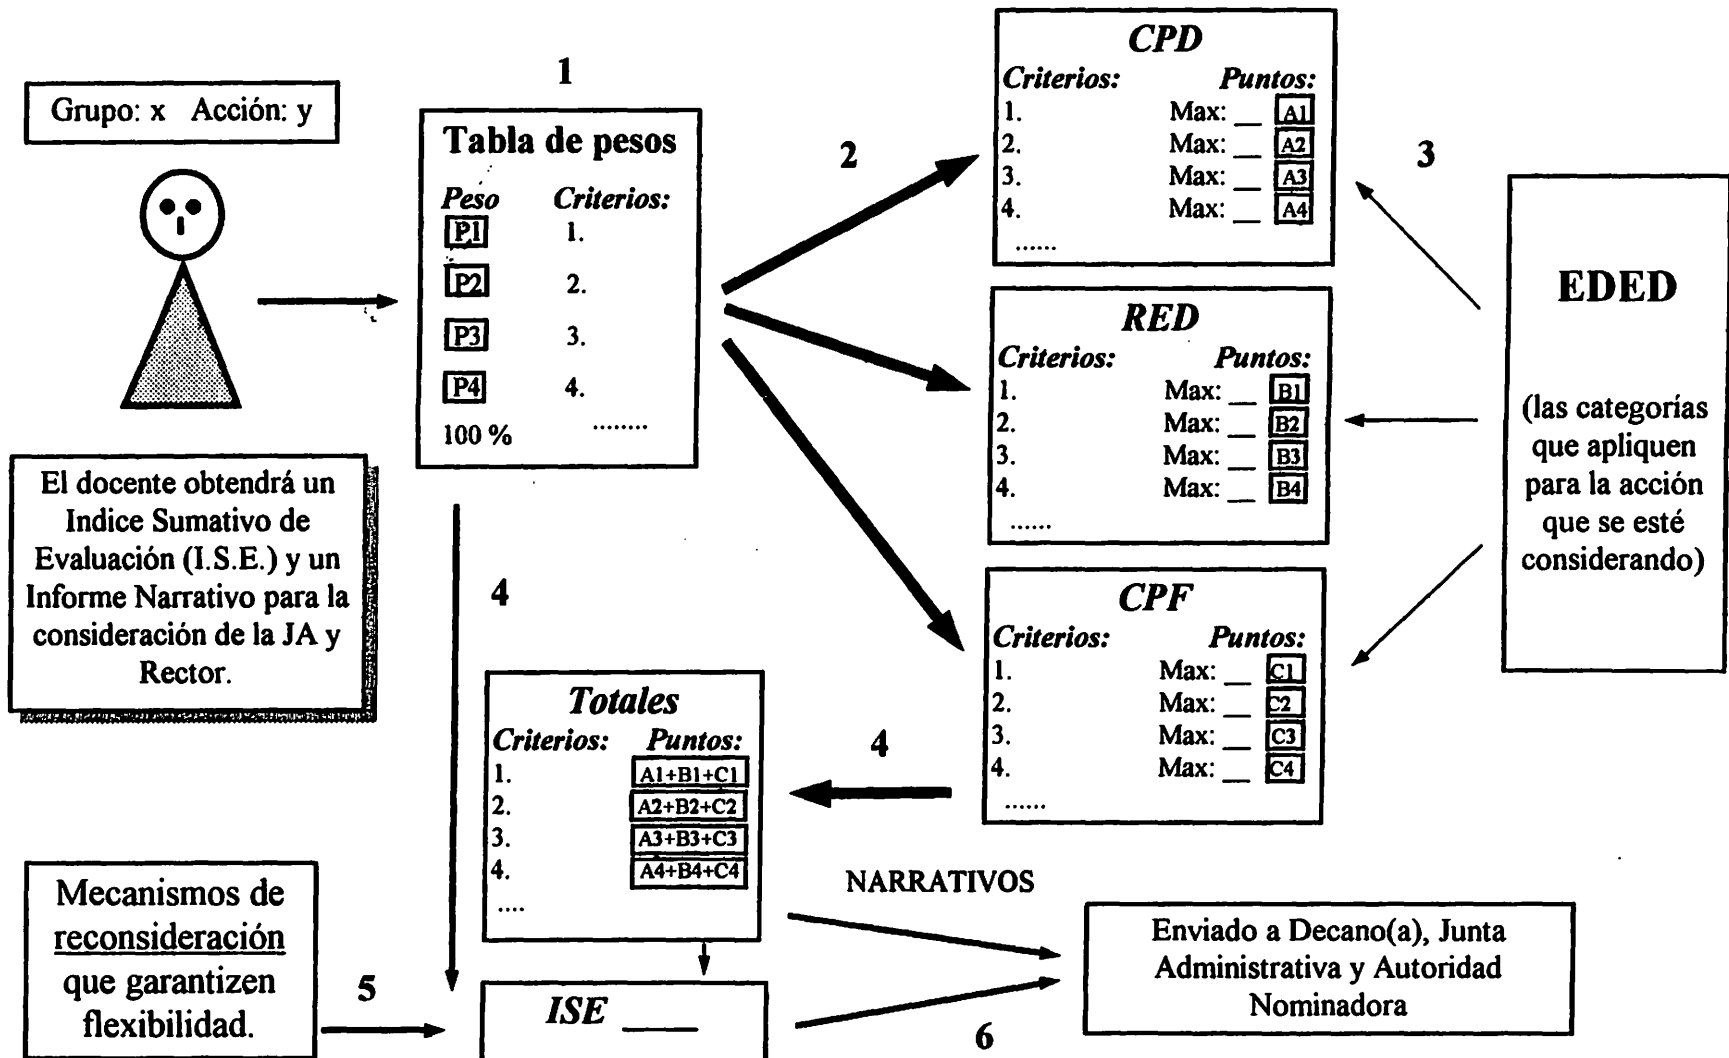 Grupo: x Acción: y
1
Tabla de pesos
Peso Criterios:
P1 1.
P2 2.
P3 3.
P4 4.
100 % ........
2
CPD
Criterios: Puntos:
1. Max: __ A1
2. Max: __ A2
3. Max: __ A3
4. Max: __ A4
......
RED
Criterios: Puntos:
1. Max: __ B1
2. Max: __ B2
3. Max: __ B3
4. Max: __ B4
......
CPF
Criterios: Puntos:
1. Max: __ C1
2. Max: __ C2
3. Max: __ C3
4. Max: __ C4
......
3
EDED
(las categorías
que apliquen
para la acción
que se esté
considerando)
El docente obtendrá un
Indice Sumativo de
Evaluación (I.S.E.) y un
Informe Narrativo para la
consideración de la JA y
Rector.
4
4
Totales
Criterios: Puntos:
1. A1+B1+C1
2. A2+B2+C2
3. A3+B3+C3
4. A4+B4+C4
....
Mecanismos de
reconsideración
que garantizen
flexibilidad.
5
ISE ____
NARRATIVOS
6
Enviado a Decano(a), Junta
Administrativa y Autoridad
Nominadora